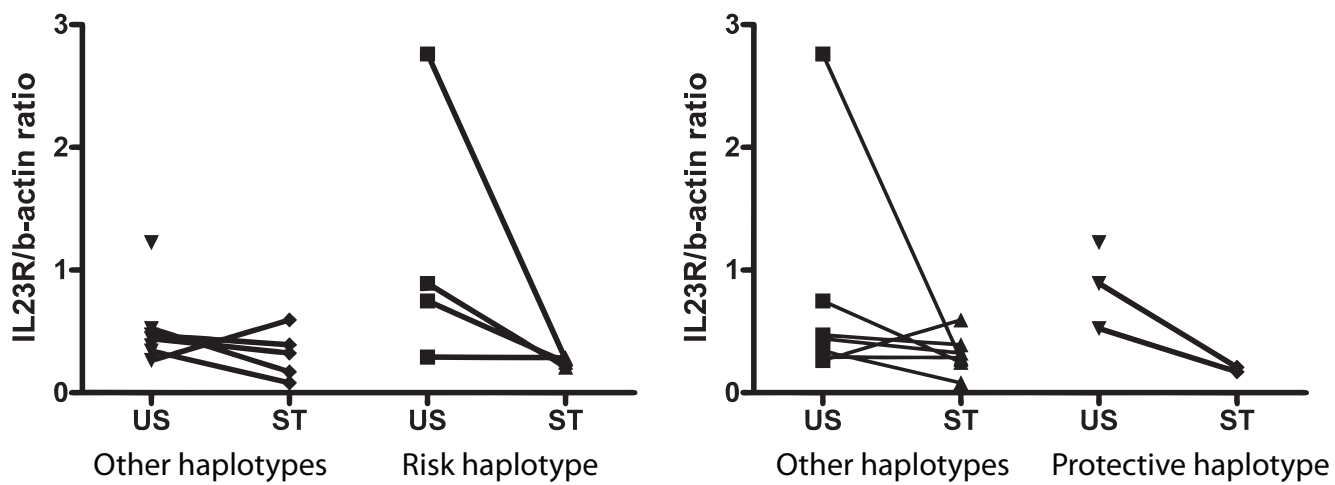 IL23R/b-actin ratio
3
2
1
0
US ST US ST
Other haplotypes Risk haplotype
IL23R/b-actin ratio
3
2
1
0
US ST US ST
Other haplotypes Protective haplotype